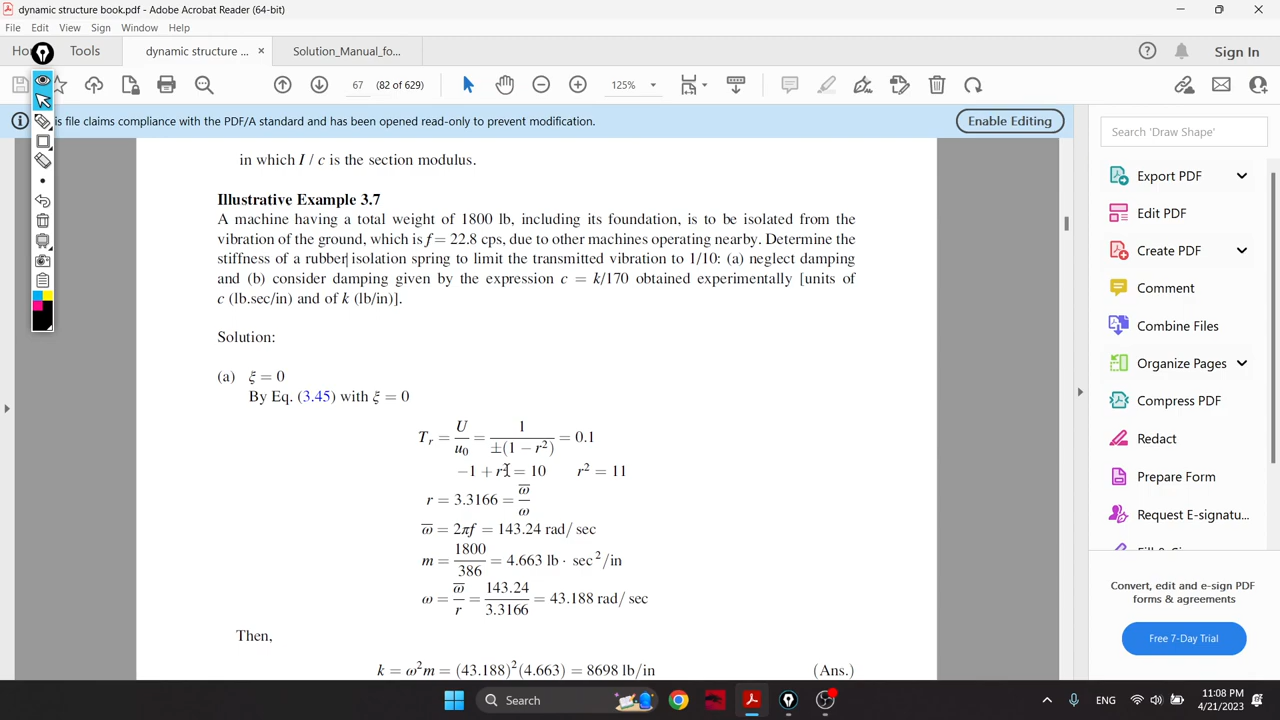 dynamic structure book.pdf - Adobe Acrobat Reader (64-bit)
File Edit View Sign Window Help
Tools
dynamic structure ... ×
Solution_Manual_fo...
Sign In
67 (82 of 629)
125%
is file claims compliance with the PDF/A standard and has been opened read-only to prevent modification.
Enable Editing
in which I / c is the section modulus.
Illustrative Example 3.7
A machine having a total weight of 1800 lb, including its foundation, is to be isolated from the
vibration of the ground, which is f = 22.8 cps, due to other machines operating nearby. Determine the
stiffness of a rubber isolation spring to limit the transmitted vibration to 1/10: (a) neglect damping
and (b) consider damping given by the expression c = k/170 obtained experimentally [units of
c (lb.sec/in) and of k (lb/in)].
Solution:
(a) ξ = 0
By Eq. (3.45) with ξ = 0
Tr = U/u0 = 1/±(1 − r²) = 0.1
−1 + r² = 10 r² = 11
r = 3.3166 = ω̅/ω
ω̅ = 2πf = 143.24 rad/sec
m = 1800/386 = 4.663 lb · sec²/in
ω = ω̅/r = 143.24/3.3166 = 43.188 rad/sec
Then,
k = ω²m = (43.188)²(4.663) = 8698 lb/in (Ans.)
Search 'Draw Shape'
Export PDF
Edit PDF
Create PDF
Comment
Combine Files
Organize Pages
Compress PDF
Redact
Prepare Form
Request E-signatu...
Convert, edit and e-sign PDF
forms & agreements
Free 7-Day Trial
Search
ENG
11:08 PM
4/21/2023